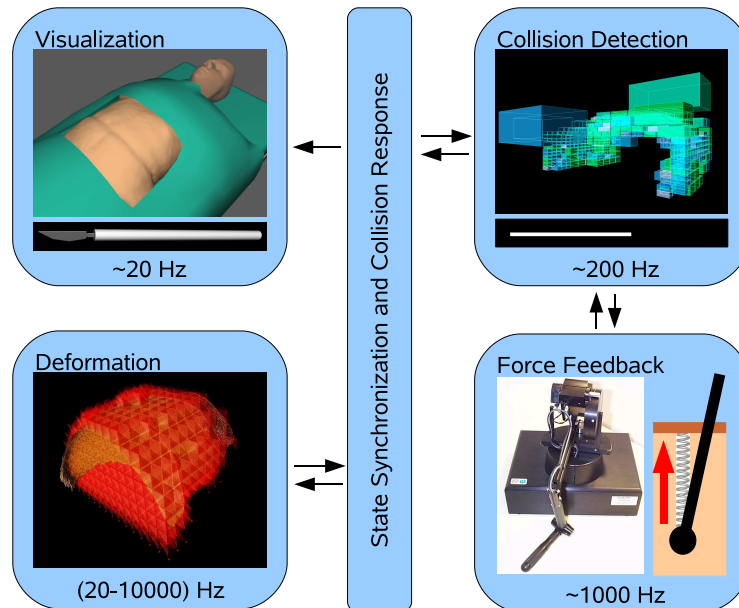 Visualization
~20 Hz
State Synchronization and Collision Response
Collision Detection
~200 Hz
Deformation
(20-10000) Hz
Force Feedback
~1000 Hz